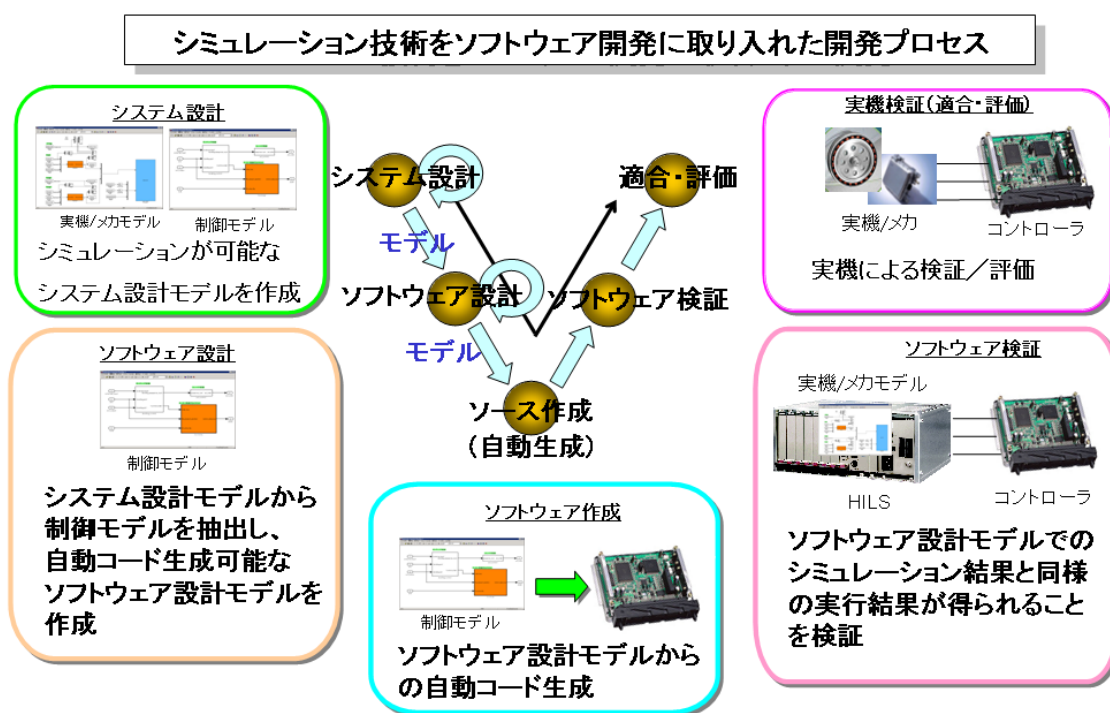 シミュレーション技術をソフトウェア開発に取り入れた開発プロセス
システム設計
実機/メカモデル
制御モデル
シミュレーションが可能な
システム設計モデルを作成
ソフトウェア設計
制御モデル
システム設計モデルから
制御モデルを抽出し、
自動コード生成可能な
ソフトウェア設計モデルを
作成
システム設計
モデル
ソフトウェア設計
モデル
ソース作成
(自動生成)
ソフトウェア検証
適合・評価
ソフトウェア作成
制御モデル
ソフトウェア設計モデルから
の自動コード生成
実機検証(適合・評価)
実機/メカ
コントローラ
実機による検証/評価
ソフトウェア検証
実機/メカモデル
HILS
コントローラ
ソフトウェア設計モデルでの
シミュレーション結果と同様
の実行結果が得られること
を検証